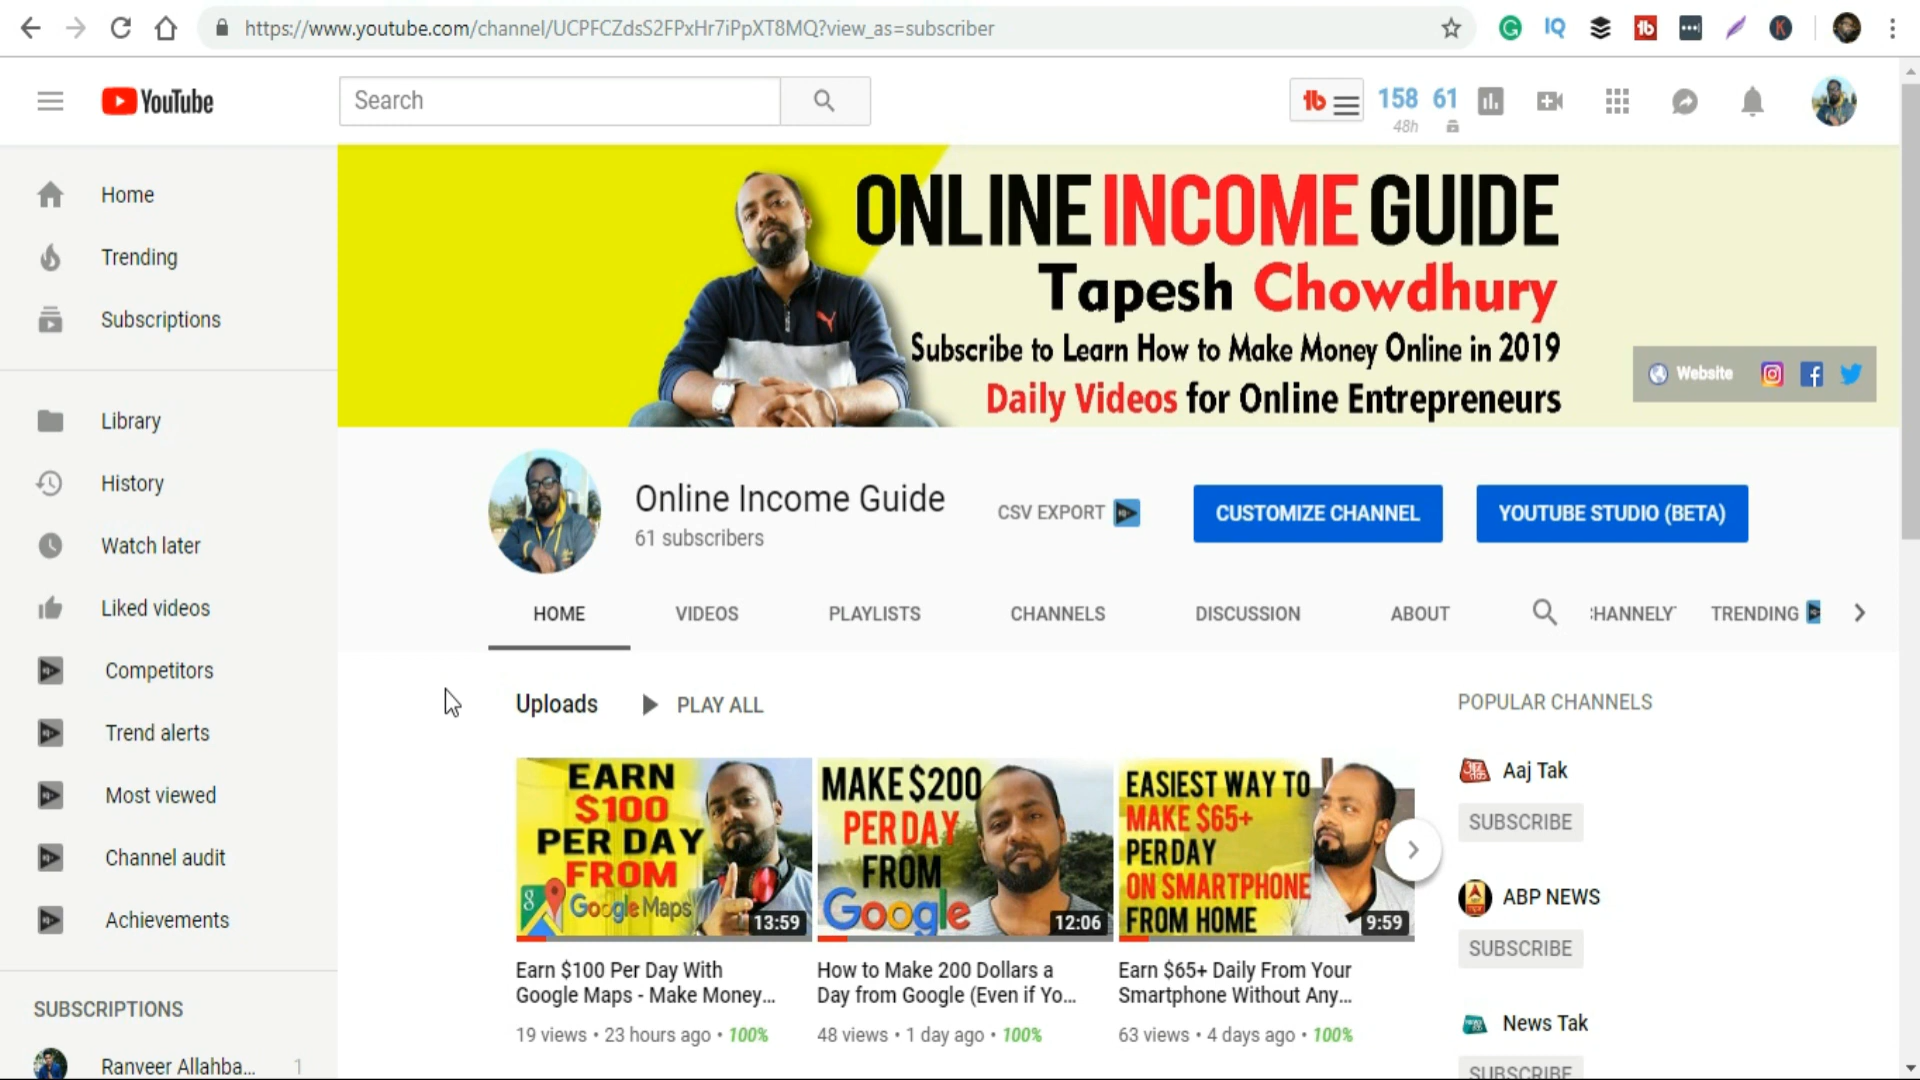 https://www.youtube.com/channel/UCPFCZdsS2FPxHr7iPpXT8MQ?view_as=subscriber
YouTube
Search
158 61
48h
ONLINE INCOME GUIDE
Tapesh Chowdhury
Subscribe to Learn How to Make Money Online in 2019
Daily Videos for Online Entrepreneurs
Website
Home
Trending
Subscriptions
Library
History
Watch later
Liked videos
Competitors
Trend alerts
Most viewed
Channel audit
Achievements
SUBSCRIPTIONS
Ranveer Allahba... 1
Online Income Guide
61 subscribers
CSV EXPORT
CUSTOMIZE CHANNEL
YOUTUBE STUDIO (BETA)
HOME VIDEOS PLAYLISTS CHANNELS DISCUSSION ABOUT HANNELY TRENDING
Uploads PLAY ALL
EARN
$100
PER DAY
FROM
Google Maps
13:59
Earn $100 Per Day With
Google Maps - Make Money...
19 views • 23 hours ago • 100%
MAKE $200
PER DAY
FROM
Google
12:06
How to Make 200 Dollars a
Day from Google (Even if Yo...
48 views • 1 day ago • 100%
EASIEST WAY TO
MAKE $65+
PER DAY
ON SMARTPHONE
FROM HOME
9:59
Earn $65+ Daily From Your
Smartphone Without Any...
63 views • 4 days ago • 100%
POPULAR CHANNELS
Aaj Tak
SUBSCRIBE
ABP NEWS
SUBSCRIBE
News Tak
SUBSCRIBE